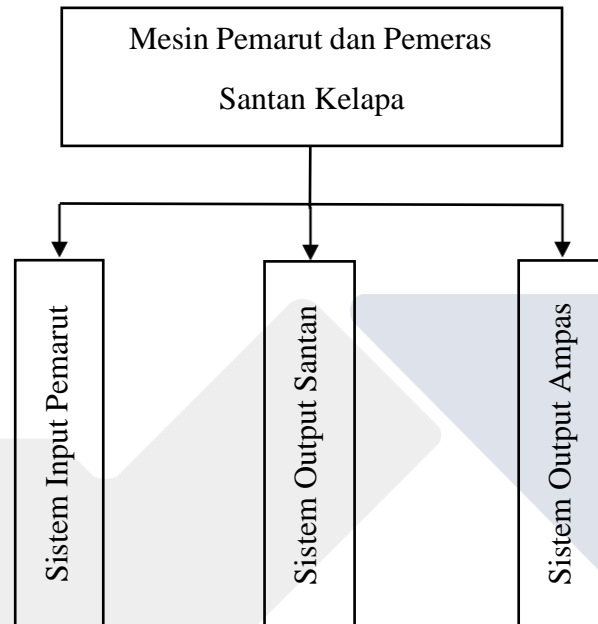 Mesin Pemarut dan Pemeras
Santan Kelapa
Sistem Input Pemarut
Sistem Output Santan
Sistem Output Ampas